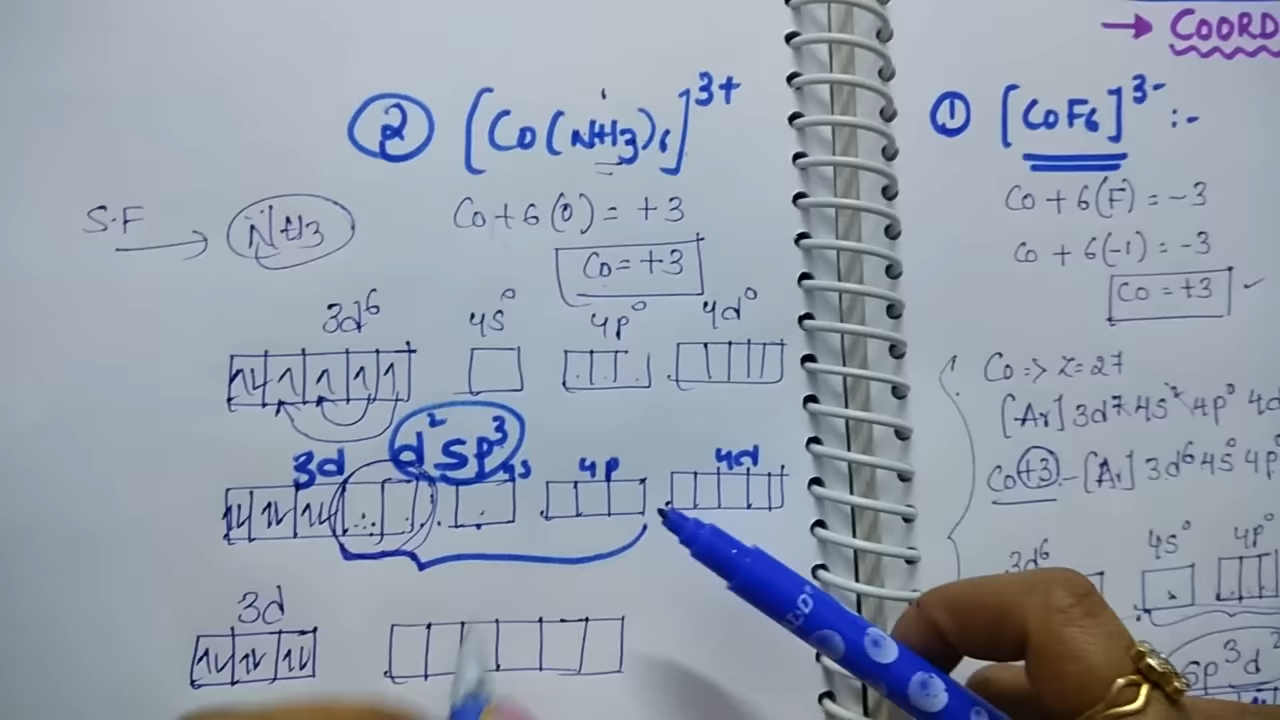 ② [Co(NH3)6]3+
S.F → NH3
Co+6(0) = +3
Co = +3
3d6 4s0 4p0 4d0
d2sp3
3d 4s 4p 4d
3d
→ COORD
① [CoF6]3- :-
Co + 6(F) = -3
Co + 6(-1) = -3
Co = +3
Co => Z = 27
[Ar] 3d7 4s2 4p0 4d
Co+3 - [Ar] 3d6 4s0 4p0
3d6 4s0 4p0
sp3d2